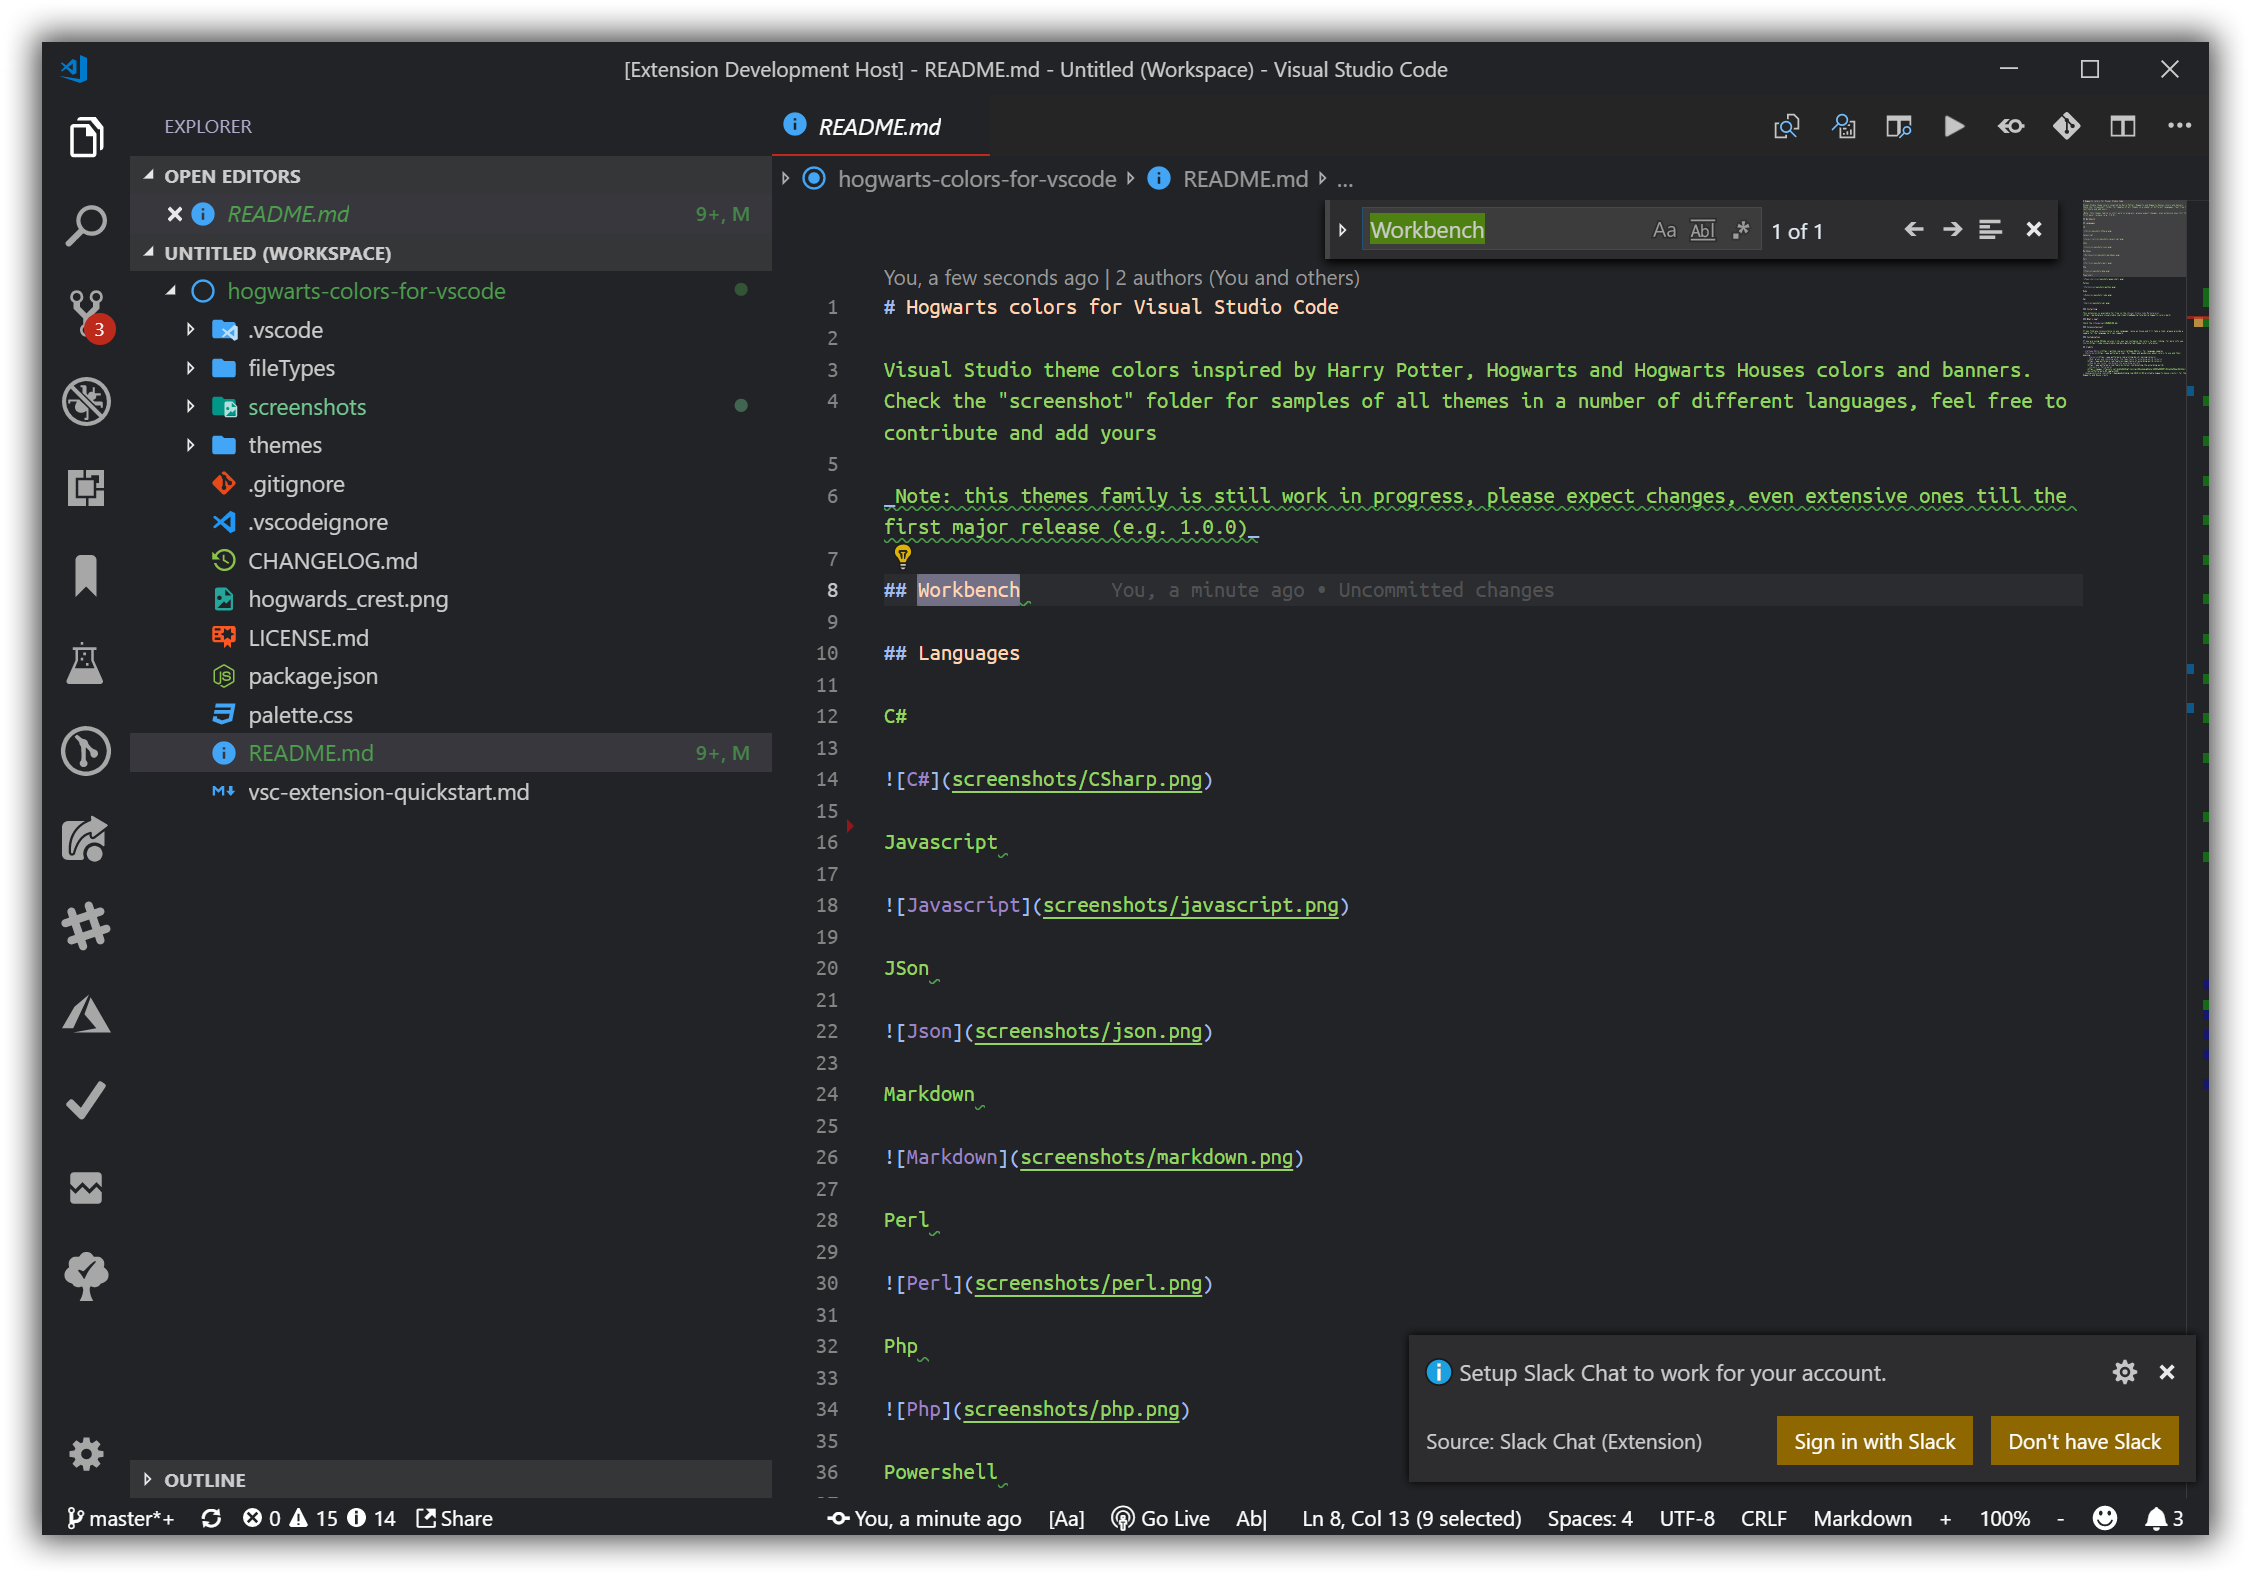 [Extension Development Host] - README.md - Untitled (Workspace) - Visual Studio Code
EXPLORER
OPEN EDITORS
README.md 9+, M
UNTITLED (WORKSPACE)
hogwarts-colors-for-vscode
.vscode
fileTypes
screenshots
themes
.gitignore
.vscodeignore
CHANGELOG.md
hogwards_crest.png
LICENSE.md
package.json
palette.css
README.md 9+, M
vsc-extension-quickstart.md
OUTLINE
3
README.md
hogwarts-colors-for-vscode README.md ...
Workbench Aa Abl .* 1 of 1
You, a few seconds ago | 2 authors (You and others)
1 # Hogwarts colors for Visual Studio Code
2
3 Visual Studio theme colors inspired by Harry Potter, Hogwarts and Hogwarts Houses colors and banners.
4 Check the "screenshot" folder for samples of all themes in a number of different languages, feel free to
contribute and add yours
5
6 _Note: this themes family is still work in progress, please expect changes, even extensive ones till the
first major release (e.g. 1.0.0)_
7
8 ## Workbench You, a minute ago • Uncommitted changes
9
10 ## Languages
11
12 C#
13
14 ![C#](screenshots/CSharp.png)
15
16 Javascript
17
18 ![Javascript](screenshots/javascript.png)
19
20 JSon
21
22 ![Json](screenshots/json.png)
23
24 Markdown
25
26 ![Markdown](screenshots/markdown.png)
27
28 Perl
29
30 ![Perl](screenshots/perl.png)
31
32 Php
33
34 ![Php](screenshots/php.png)
35
36 Powershell
Setup Slack Chat to work for your account.
Source: Slack Chat (Extension) Sign in with Slack Don't have Slack
master*+ 0 15 14 Share You, a minute ago [Aa] Go Live Ab| Ln 8, Col 13 (9 selected) Spaces: 4 UTF-8 CRLF Markdown + 100% - 3